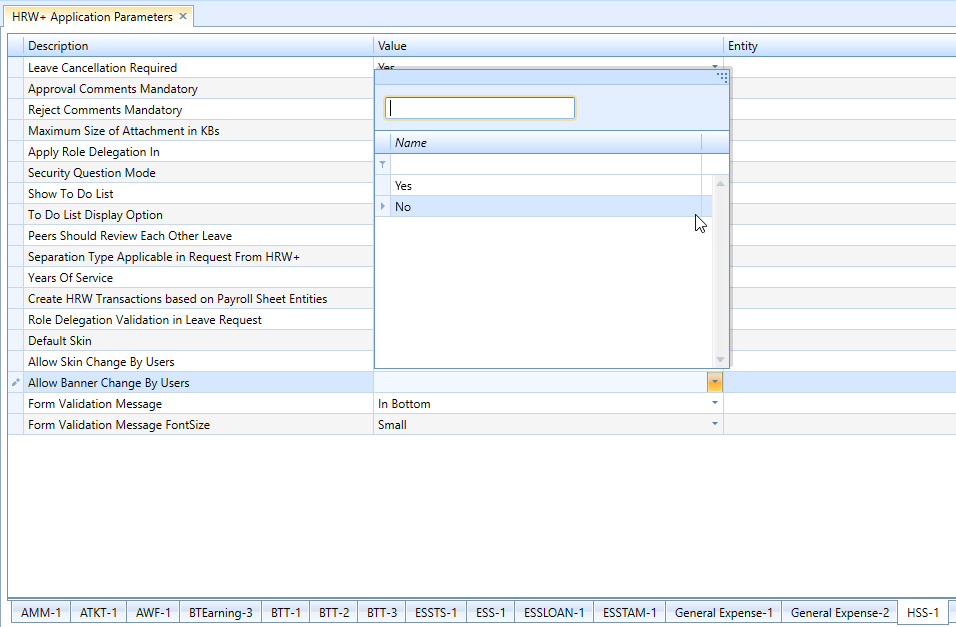 HRW+ Application Parameters ×
Description Value Entity
Leave Cancellation Required Yes
Approval Comments Mandatory
Reject Comments Mandatory
Maximum Size of Attachment in KBs
Apply Role Delegation In
Security Question Mode
Show To Do List
To Do List Display Option
Peers Should Review Each Other Leave
Separation Type Applicable in Request From HRW+
Years Of Service
Create HRW Transactions based on Payroll Sheet Entities
Role Delegation Validation in Leave Request
Default Skin
Allow Skin Change By Users
Allow Banner Change By Users
Name
Yes
No
Form Validation Message In Bottom
Form Validation Message FontSize Small
AMM-1 ATKT-1 AWF-1 BTEarning-3 BTT-1 BTT-2 BTT-3 ESSTS-1 ESS-1 ESSLOAN-1 ESSTAM-1 General Expense-1 General Expense-2 HSS-1